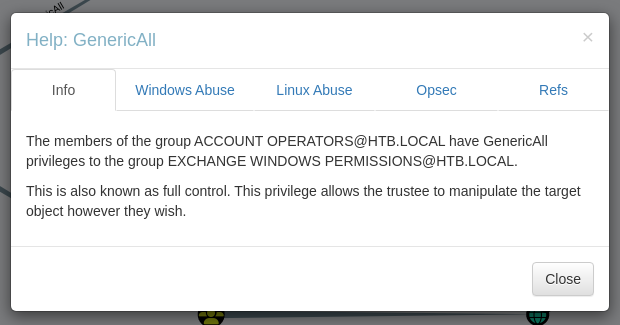 GenericAll
Help: GenericAll
×
Info
Windows Abuse
Linux Abuse
Opsec
Refs
The members of the group ACCOUNT OPERATORS@HTB.LOCAL have GenericAll
privileges to the group EXCHANGE WINDOWS PERMISSIONS@HTB.LOCAL.
This is also known as full control. This privilege allows the trustee to manipulate the target
object however they wish.
Close